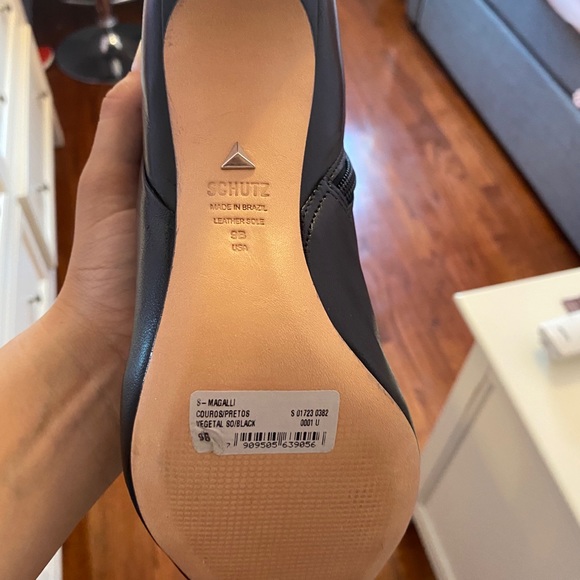 SCHUTZ
MADE IN BRAZIL
LEATHER SOLE
9B
USA
S-MAGALLI
COUROS/PRETOS S 01723 0382
VEGETAL SO/BLACK 0001 U
9B 7 909505 639056